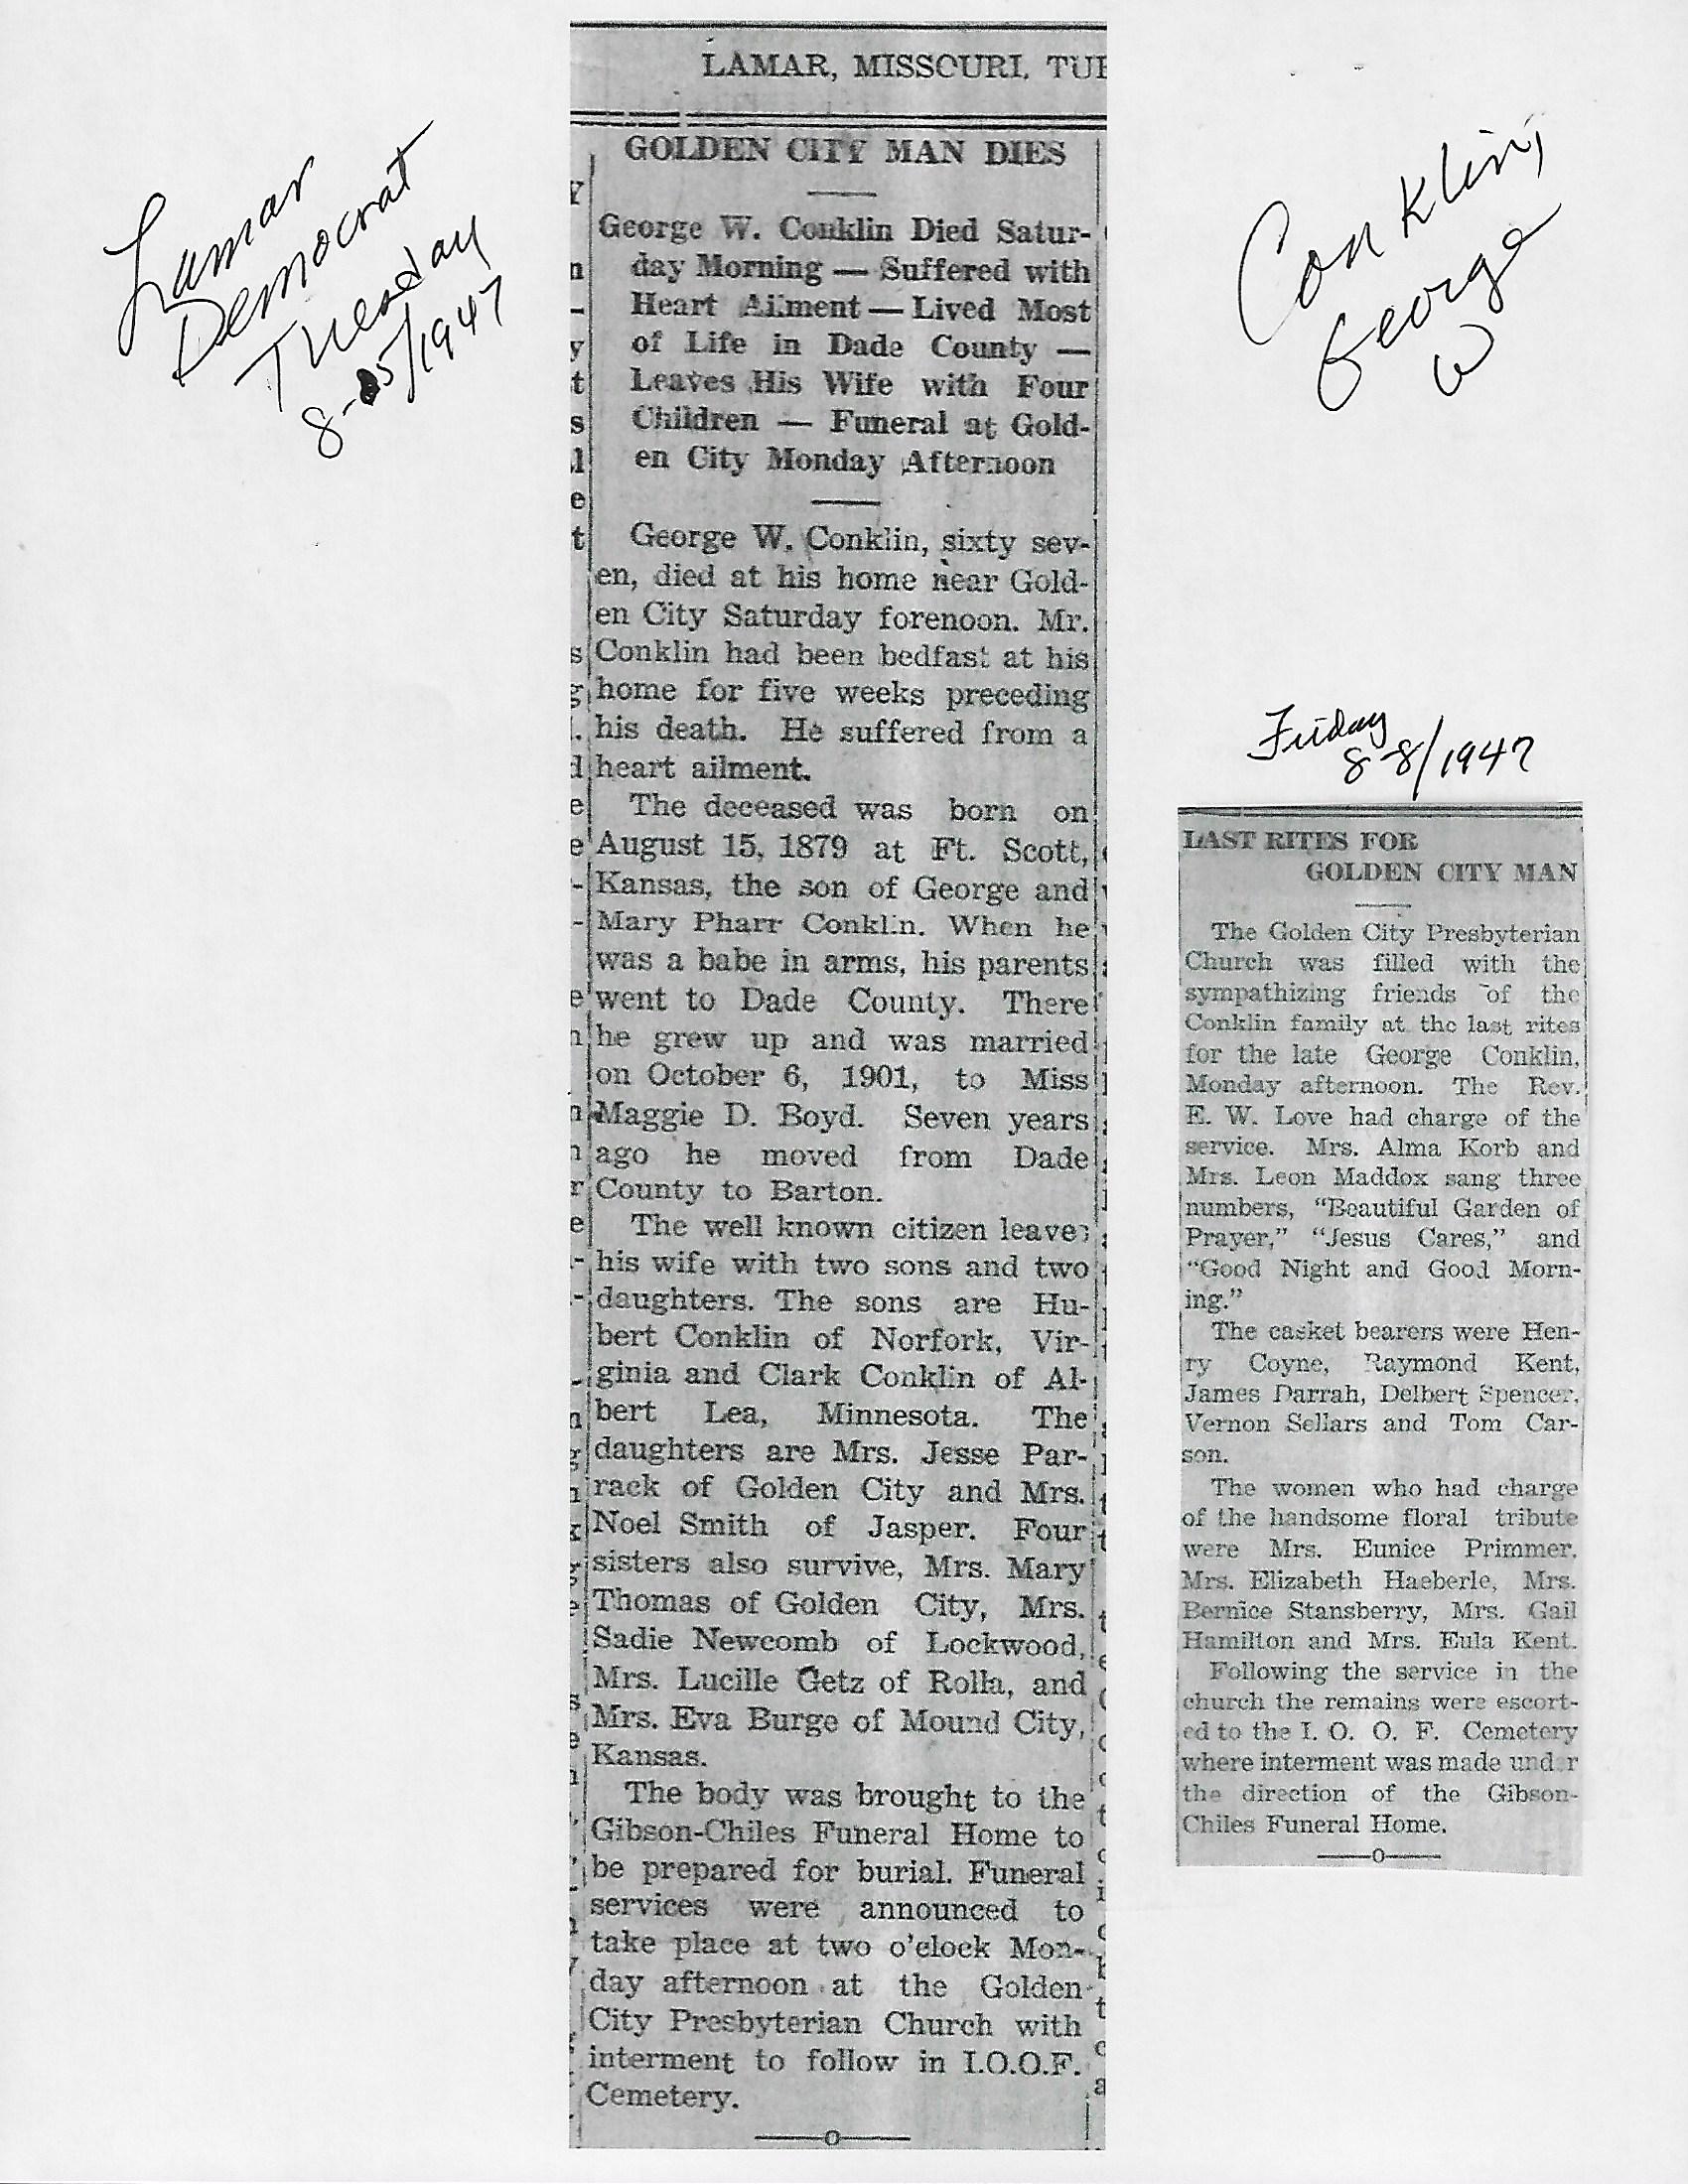 Lamar
Democrat
Tuesday
8-5/1947
LAMAR, MISSOURI, TUE
GOLDEN CITY MAN DIES
George W. Conklin Died Satur-
day Morning — Suffered with
Heart Ailment — Lived Most
of Life in Dade County —
Leaves His Wife with Four
Children — Funeral at Gold-
en City Monday Afternoon
George W. Conklin, sixty sev-
en, died at his home near Gold-
en City Saturday forenoon. Mr.
Conklin had been bedfast at his
home for five weeks preceding
his death. He suffered from a
heart ailment.
The deceased was born on
August 15, 1879 at Ft. Scott,
Kansas, the son of George and
Mary Pharr Conklin. When he
was a babe in arms, his parents
went to Dade County. There
he grew up and was married
on October 6, 1901, to Miss
Maggie D. Boyd. Seven years
ago he moved from Dade
County to Barton.
The well known citizen leaves
his wife with two sons and two
daughters. The sons are Hu-
bert Conklin of Norfork, Vir-
ginia and Clark Conklin of Al-
bert Lea, Minnesota. The
daughters are Mrs. Jesse Par-
rack of Golden City and Mrs.
Noel Smith of Jasper. Four
sisters also survive, Mrs. Mary
Thomas of Golden City, Mrs.
Sadie Newcomb of Lockwood,
Mrs. Lucille Getz of Rolla, and
Mrs. Eva Burge of Mound City,
Kansas.
The body was brought to the
Gibson-Chiles Funeral Home to
be prepared for burial. Funeral
services were announced to
take place at two o'clock Mon-
day afternoon at the Golden
City Presbyterian Church with
interment to follow in I.O.O.F.
Cemetery.
Conklin,
George
W
Friday
8-8/1947
LAST RITES FOR
GOLDEN CITY MAN
The Golden City Presbyterian
Church was filled with the
sympathizing friends of the
Conklin family at the last rites
for the late George Conklin,
Monday afternoon. The Rev.
E. W. Love had charge of the
service. Mrs. Alma Korb and
Mrs. Leon Maddox sang three
numbers, "Beautiful Garden of
Prayer," "Jesus Cares," and
"Good Night and Good Morn-
ing."
The casket bearers were Hen-
ry Coyne, Raymond Kent,
James Darrah, Delbert Spencer,
Vernon Sellars and Tom Car-
son.
The women who had charge
of the handsome floral tribute
were Mrs. Eunice Primmer,
Mrs. Elizabeth Haeberle, Mrs.
Bernice Stansberry, Mrs. Gail
Hamilton and Mrs. Eula Kent.
Following the service in the
church the remains were escort-
ed to the I. O. O. F. Cemetery
where interment was made under
the direction of the Gibson-
Chiles Funeral Home.